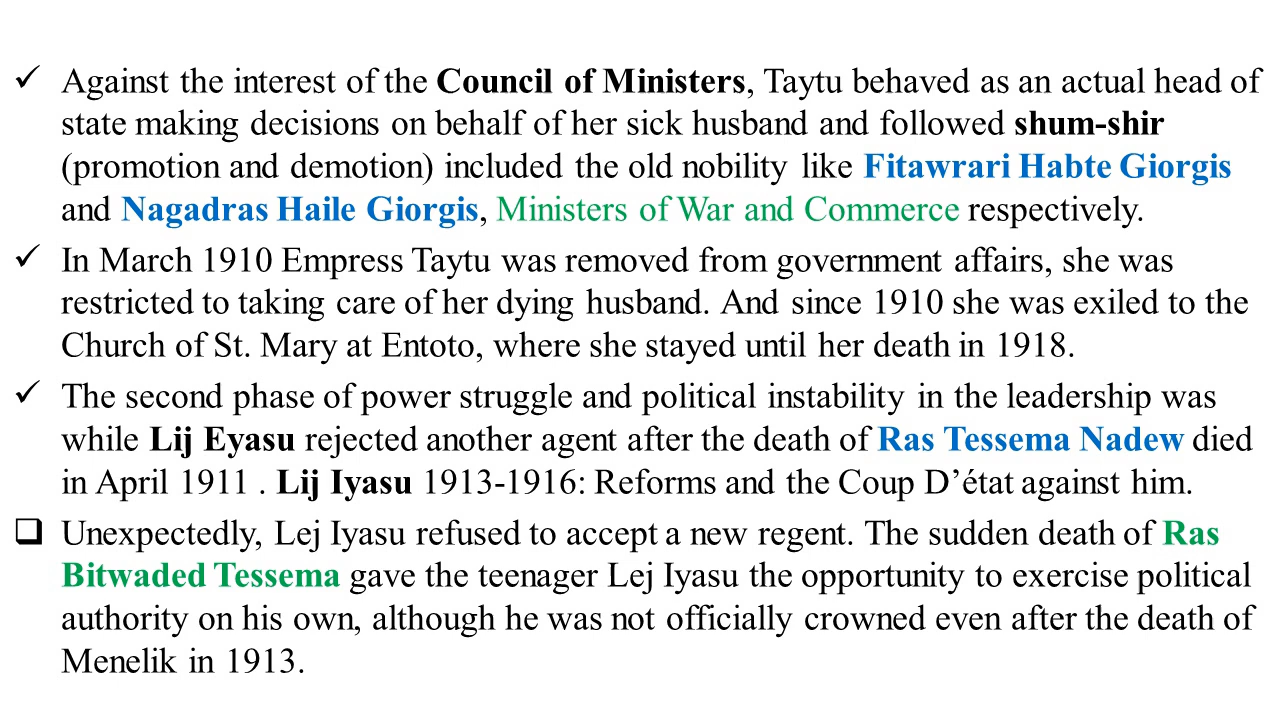 ✓ Against the interest of the Council of Ministers, Taytu behaved as an actual head of
state making decisions on behalf of her sick husband and followed shum-shir
(promotion and demotion) included the old nobility like Fitawrari Habte Giorgis
and Nagadras Haile Giorgis, Ministers of War and Commerce respectively.
✓ In March 1910 Empress Taytu was removed from government affairs, she was
restricted to taking care of her dying husband. And since 1910 she was exiled to the
Church of St. Mary at Entoto, where she stayed until her death in 1918.
✓ The second phase of power struggle and political instability in the leadership was
while Lij Eyasu rejected another agent after the death of Ras Tessema Nadew died
in April 1911 . Lij Iyasu 1913-1916: Reforms and the Coup D’état against him.
❑ Unexpectedly, Lej Iyasu refused to accept a new regent. The sudden death of Ras
Bitwaded Tessema gave the teenager Lej Iyasu the opportunity to exercise political
authority on his own, although he was not officially crowned even after the death of
Menelik in 1913.